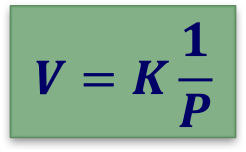 V = K 1/P